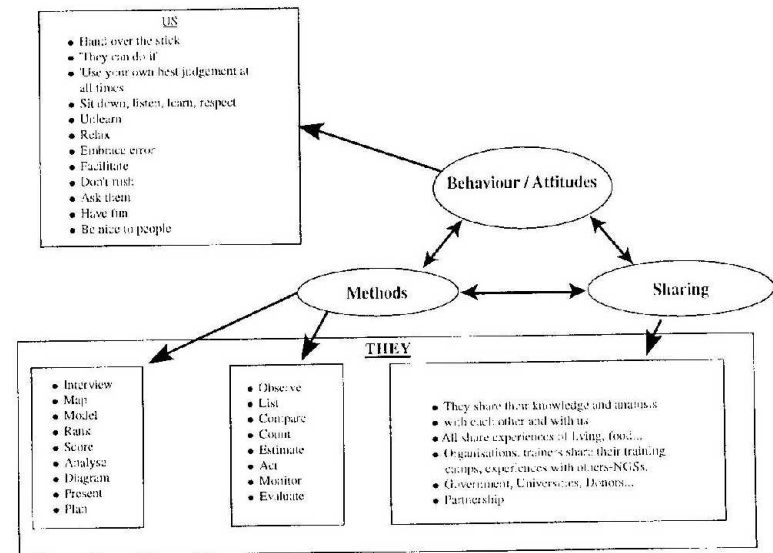 US
• Hand over the stick
• 'They can do it'
• 'Use your own best judgement at
all times
• Sit down, listen, learn, respect
• Unlearn
• Relax
• Embrace error
• Facilitate
• Don't rush
• Ask them
• Have fun
• Be nice to people
Behaviour / Attitudes
Methods
Sharing
THEY
• Interview
• Map
• Model
• Rank
• Score
• Analyse
• Diagram
• Present
• Plan
• Observe
• List
• Compare
• Count
• Estimate
• Act
• Monitor
• Evaluate
• They share their knowledge and analysis
• with each other and with us
• All share experiences of living, food...
• Organisations, trainers share their training
camps, experiences with others-NGSs,
• Government, Universities, Donors...
• Partnership